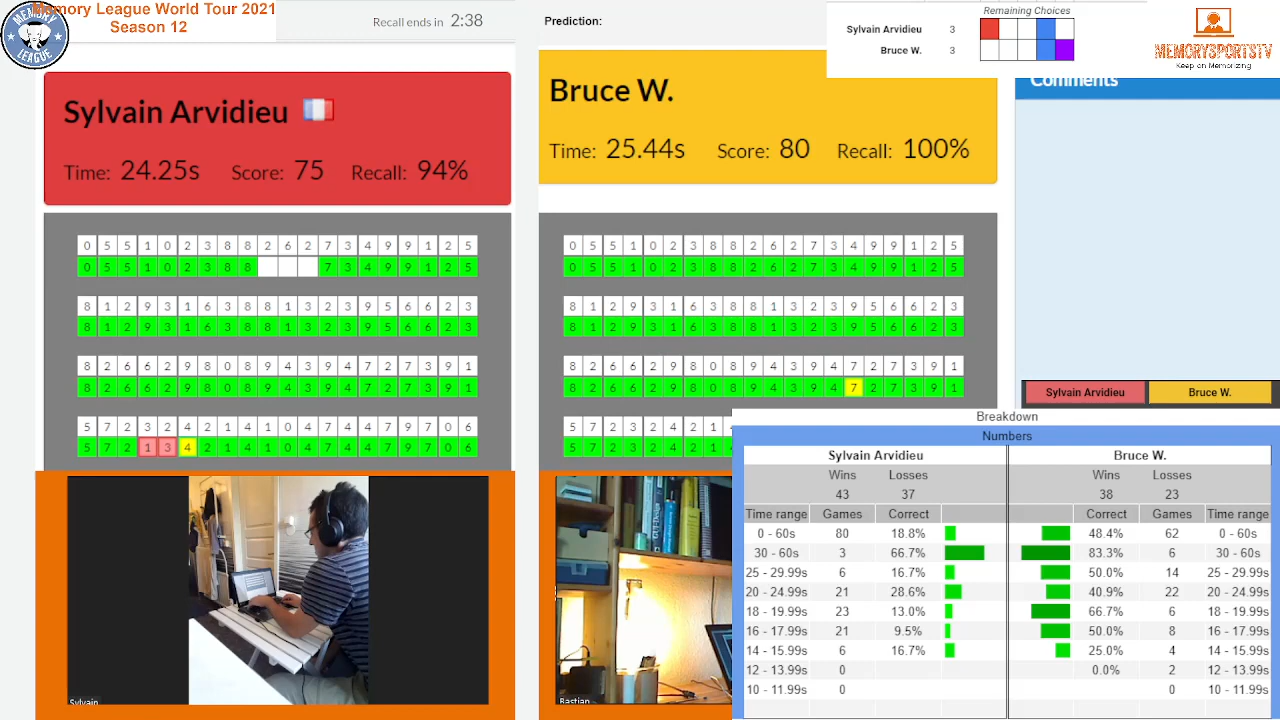 Memory League World Tour 2021
Season 12
MEMORY
LEAGUE
Recall ends in 2:38
Prediction:
Sylvain Arvidieu 3
Bruce W. 3
Remaining Choices
MEMORYSPORTSTV
Keep on Memorizing
Sylvain Arvidieu
Time: 24.25s Score: 75 Recall: 94%
Bruce W.
Time: 25.44s Score: 80 Recall: 100%
Comments
0 5 5 1 0 2 3 8 8 2 6 2 7 3 4 9 9 1 2 5
0 5 5 1 0 2 3 8 8 7 3 4 9 9 1 2 5
8 1 2 9 3 1 6 3 8 8 1 3 2 3 9 5 6 6 2 3
8 1 2 9 3 1 6 3 8 8 1 3 2 3 9 5 6 6 2 3
8 2 6 6 2 9 8 0 8 9 4 3 9 4 7 2 7 3 9 1
8 2 6 6 2 9 8 0 8 9 4 3 9 4 7 2 7 3 9 1
5 7 2 3 2 4 2 1 4 1 0 4 7 4 4 7 9 7 0 6
5 7 2 1 3 4 2 1 4 1 0 4 7 4 4 7 9 7 0 6
0 5 5 1 0 2 3 8 8 2 6 2 7 3 4 9 9 1 2 5
0 5 5 1 0 2 3 8 8 2 6 2 7 3 4 9 9 1 2 5
8 1 2 9 3 1 6 3 8 8 1 3 2 3 9 5 6 6 2 3
8 1 2 9 3 1 6 3 8 8 1 3 2 3 9 5 6 6 2 3
8 2 6 6 2 9 8 0 8 9 4 3 9 4 7 2 7 3 9 1
8 2 6 6 2 9 8 0 8 9 4 3 9 4 7 2 7 3 9 1
5 7 2 3 2 4 2 1
5 7 2 3 2 4 2 1
Sylvain Arvidieu Bruce W.
Breakdown
Numbers
Sylvain Arvidieu Bruce W.
Wins Losses Wins Losses
43 37 38 23
Time range Games Correct Correct Games Time range
0 - 60s 80 18.8% 48.4% 62 0 - 60s
30 - 60s 3 66.7% 83.3% 6 30 - 60s
25 - 29.99s 6 16.7% 50.0% 14 25 - 29.99s
20 - 24.99s 21 28.6% 40.9% 22 20 - 24.99s
18 - 19.99s 23 13.0% 66.7% 6 18 - 19.99s
16 - 17.99s 21 9.5% 50.0% 8 16 - 17.99s
14 - 15.99s 6 16.7% 25.0% 4 14 - 15.99s
12 - 13.99s 0 0.0% 2 12 - 13.99s
10 - 11.99s 0 0 10 - 11.99s
Sylvain
Bastian